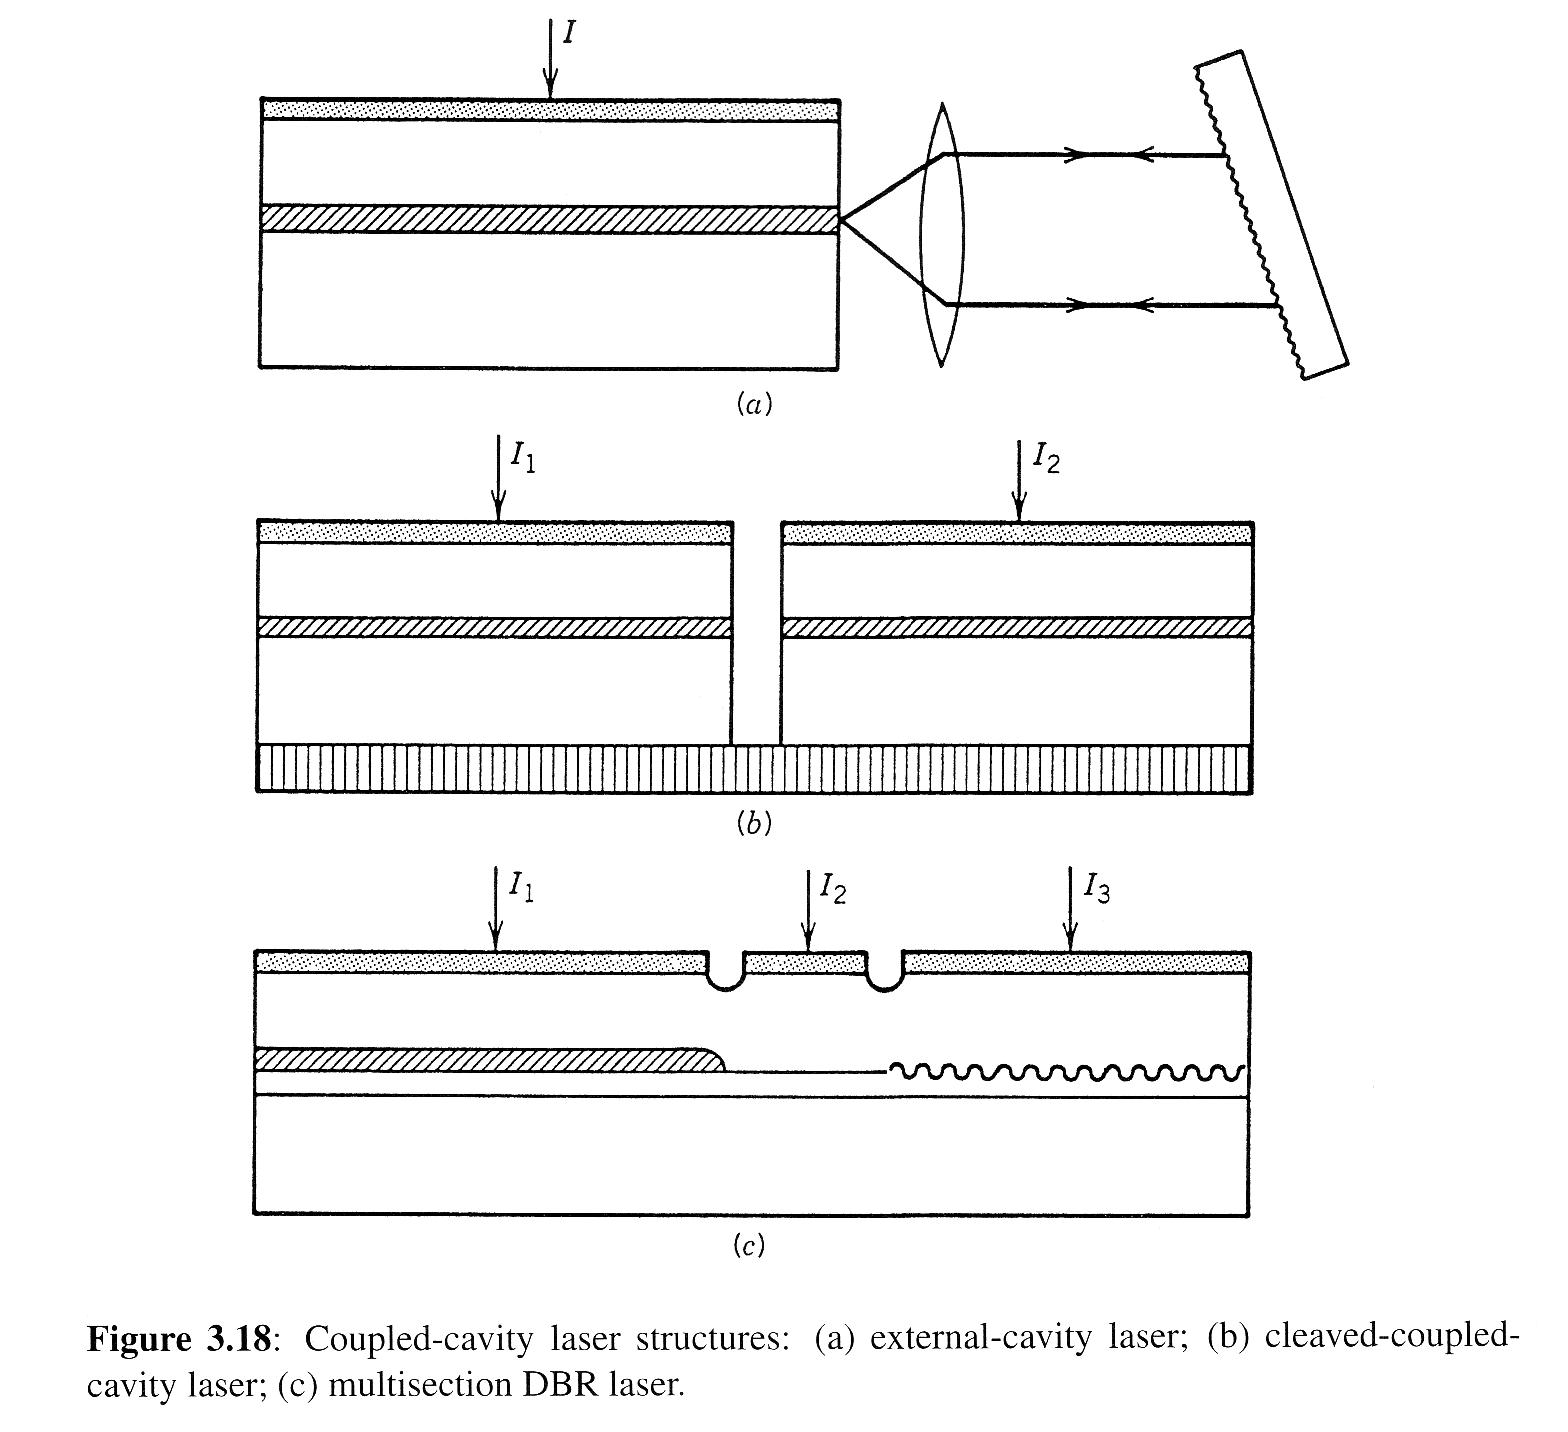 I
(a)
I1 I2
(b)
I1 I2 I3
(c)
Figure 3.18: Coupled-cavity laser structures: (a) external-cavity laser; (b) cleaved-coupled-
cavity laser; (c) multisection DBR laser.